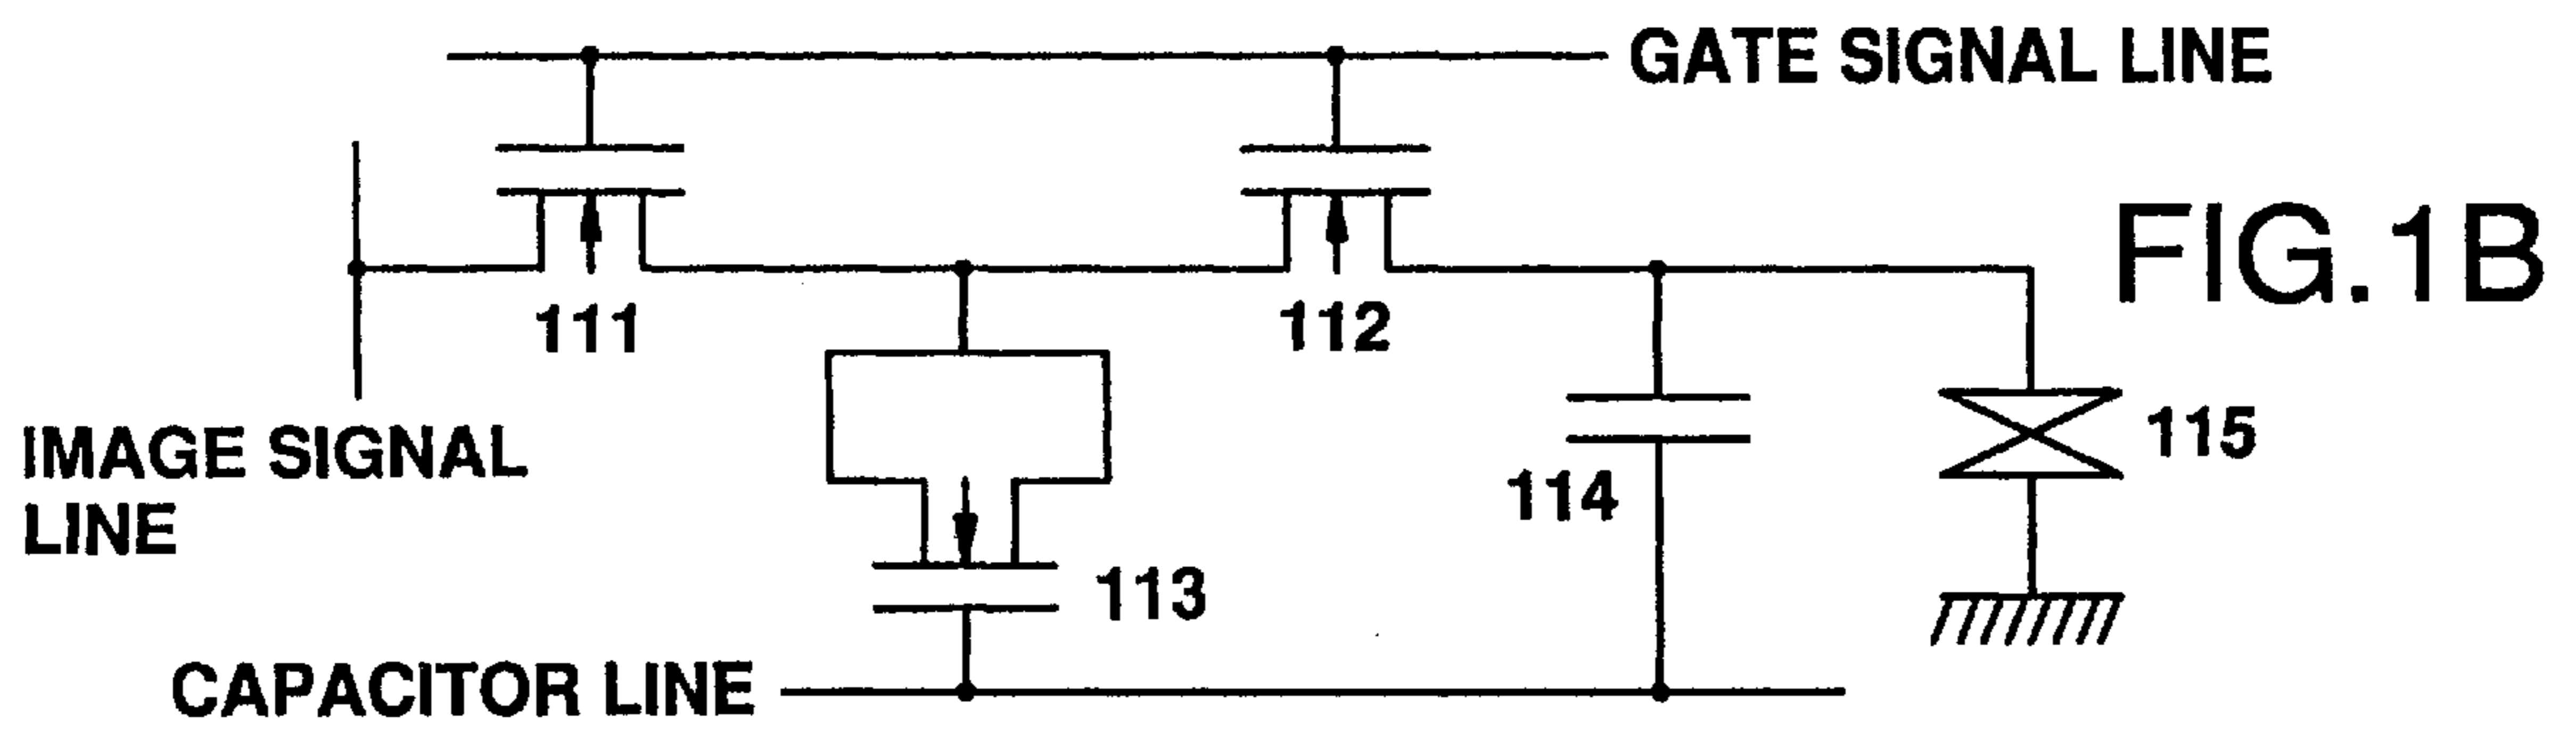 GATE SIGNAL LINE
FIG.1B
111
112
IMAGE SIGNAL
LINE
113
114
115
CAPACITOR LINE